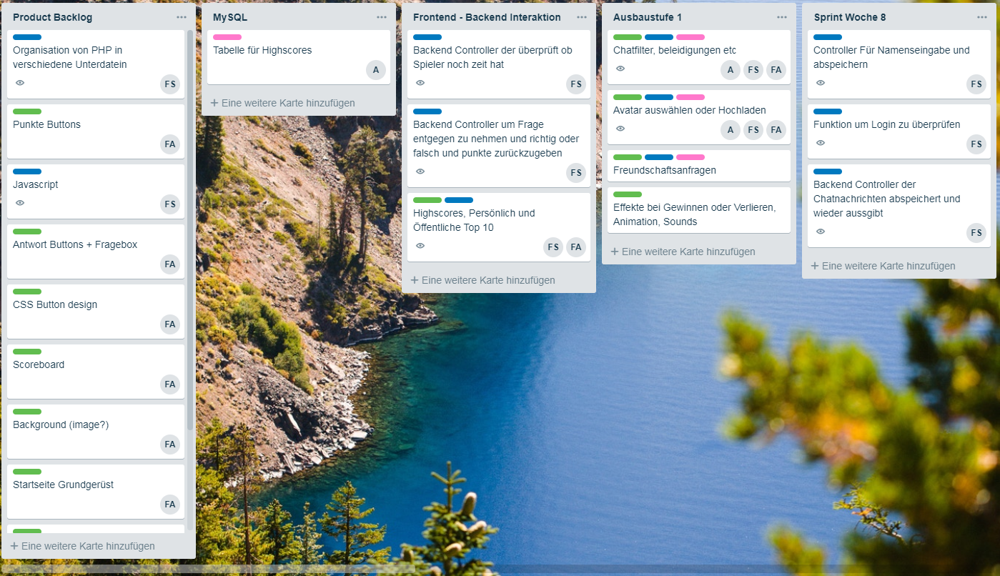 Product Backlog
Organisation von PHP in
verschiedene Unterdatein
FS
Punkte Buttons
FA
Javascript
FS
Antwort Buttons + Fragebox
FA
CSS Button design
FA
Scoreboard
FA
Background (image?)
FA
Startseite Grundgerüst
FA
+ Eine weitere Karte hinzufügen
MySQL
Tabelle für Highscores
A
+ Eine weitere Karte hinzufügen
Frontend - Backend Interaktion
Backend Controller der überprüft ob
Spieler noch zeit hat
FS
Backend Controller um Frage
entgegen zu nehmen und richtig oder
falsch und punkte zurückzugeben
FS
Highscores, Persönlich und
Öffentliche Top 10
FS FA
+ Eine weitere Karte hinzufügen
Ausbaustufe 1
Chatfilter, beleidigungen etc
A FS FA
Avatar auswählen oder Hochladen
A FS FA
Freundschaftsanfragen
Effekte bei Gewinnen oder Verlieren,
Animation, Sounds
+ Eine weitere Karte hinzufügen
Sprint Woche 8
Controller Für Namenseingabe und
abspeichern
FS
Funktion um Login zu überprüfen
FS
Backend Controller der
Chatnachrichten abspeichert und
wieder aussgibt
FS
+ Eine weitere Karte hinzufügen